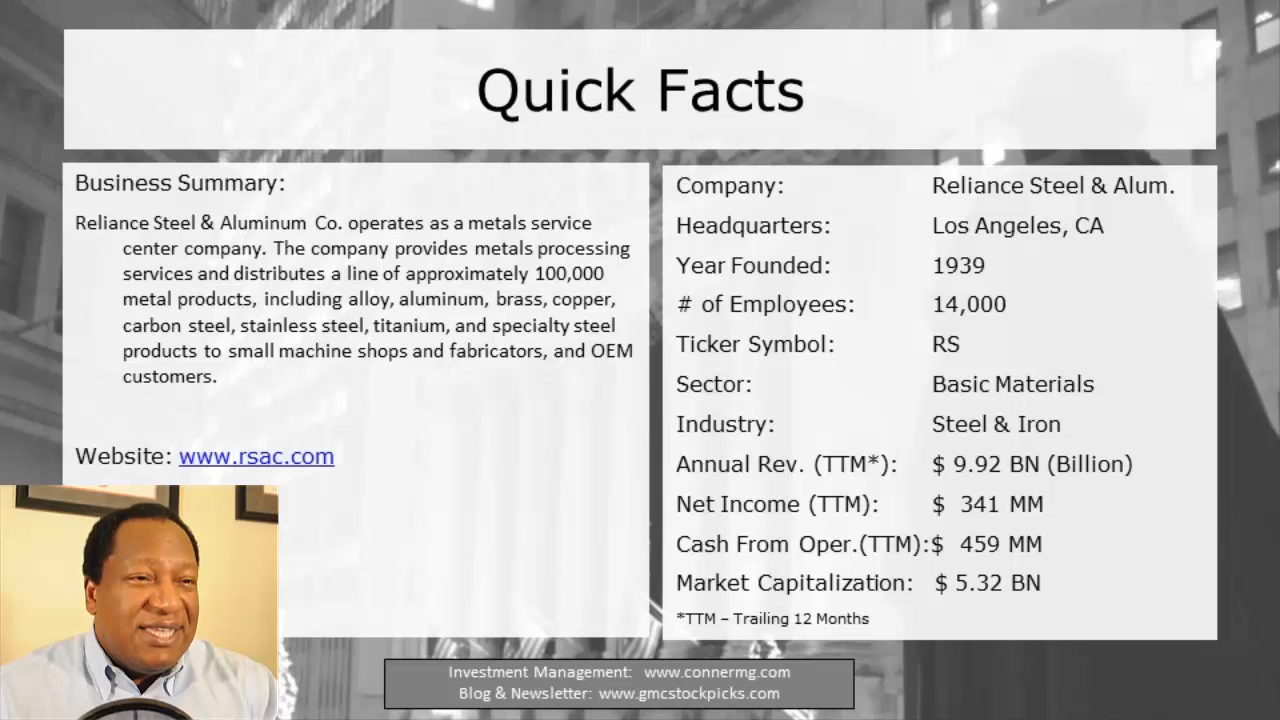 Quick Facts
Business Summary:
Reliance Steel & Aluminum Co. operates as a metals service
center company. The company provides metals processing
services and distributes a line of approximately 100,000
metal products, including alloy, aluminum, brass, copper,
carbon steel, stainless steel, titanium, and specialty steel
products to small machine shops and fabricators, and OEM
customers.
Website: www.rsac.com
Company: Reliance Steel & Alum.
Headquarters: Los Angeles, CA
Year Founded: 1939
# of Employees: 14,000
Ticker Symbol: RS
Sector: Basic Materials
Industry: Steel & Iron
Annual Rev. (TTM*): $ 9.92 BN (Billion)
Net Income (TTM): $ 341 MM
Cash From Oper.(TTM):$ 459 MM
Market Capitalization: $ 5.32 BN
*TTM – Trailing 12 Months
Investment Management: www.connermg.com
Blog & Newsletter: www.gmcstockpicks.com